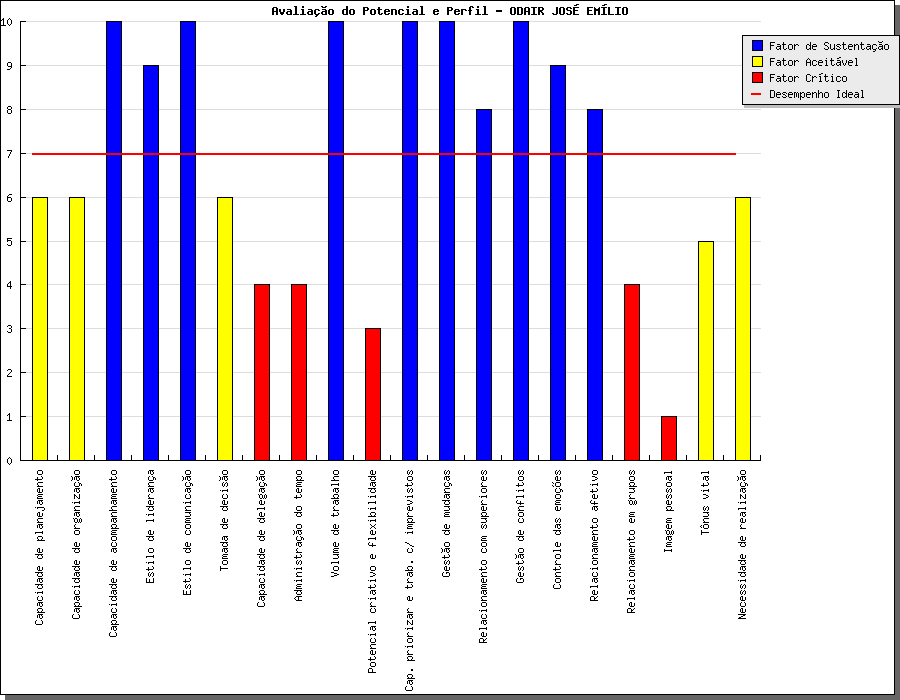 Avaliação do Potencial e Perfil - ODAIR JOSÉ EMÍLIO
Fator de Sustentação
Fator Aceitável
Fator Crítico
Desempenho Ideal
10
9
8
7
6
5
4
3
2
1
0
Capacidade de planejamento
Capacidade de organização
Capacidade de acompanhamento
Estilo de liderança
Estilo de comunicação
Tomada de decisão
Capacidade de delegação
Administração do tempo
Volume de trabalho
Potencial criativo e flexibilidade
Cap. priorizar e trab. c/ imprevistos
Gestão de mudanças
Relacionamento com superiores
Gestão de conflitos
Controle das emoções
Relacionamento afetivo
Relacionamento em grupos
Imagem pessoal
Tônus vital
Necessidade de realização